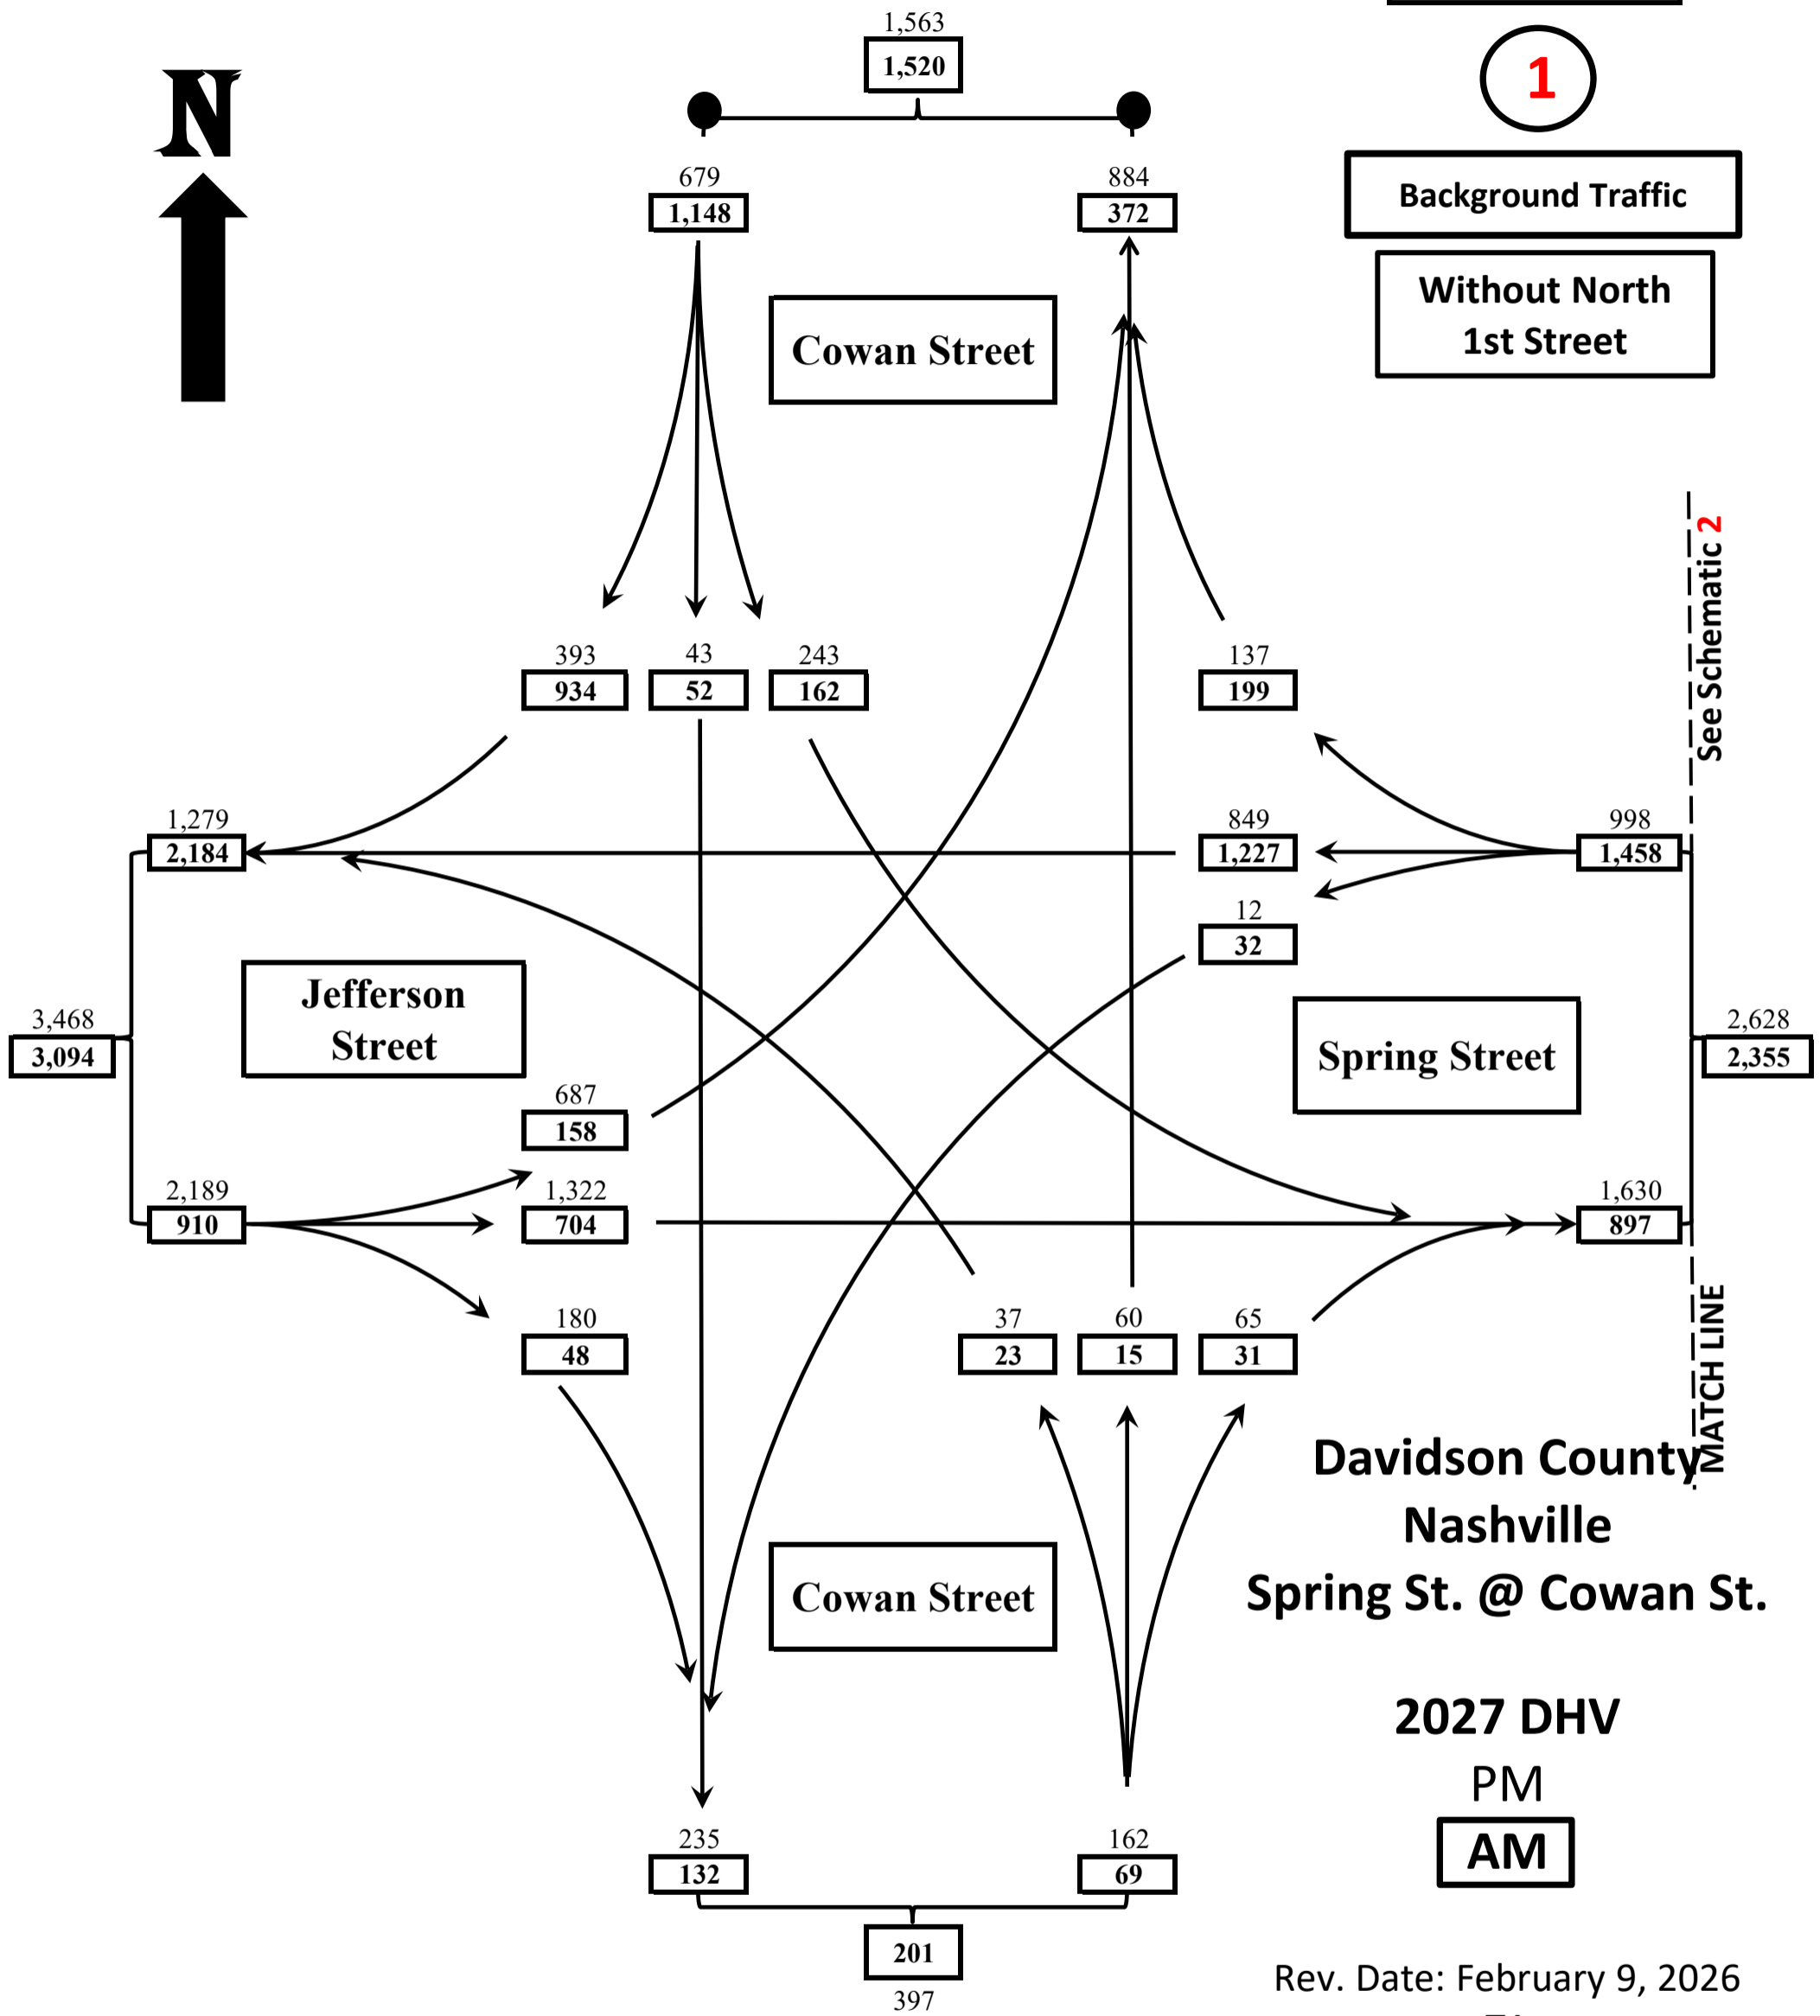 1,563
1,520
1
N
679
1,148
884
372
Background Traffic
Without North
1st Street
Cowan Street
See Schematic 2
393
43
243
137
934
52
162
199
1,279
849
998
2,184
1,227
1,458
12
32
Jefferson
Street
3,468
3,094
Spring Street
2,628
2,355
687
158
2,189
1,322
1,630
910
704
897
180
37
60
65
48
23
15
31
MATCH LINE
Davidson County
Nashville
Spring St. @ Cowan St.
Cowan Street
2027 DHV
PM
AM
235
162
132
69
201
397
Rev. Date: February 9, 2026